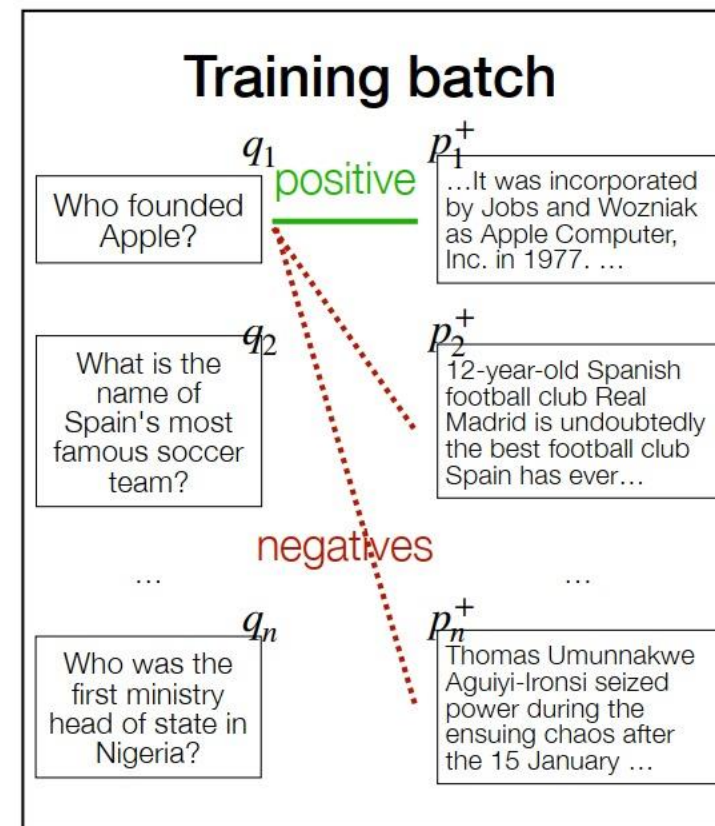 Training batch
q₁
positive
p₁⁺
Who founded
Apple?
…It was incorporated
by Jobs and Wozniak
as Apple Computer,
Inc. in 1977. …
q₂
p₂⁺
What is the
name of
Spain's most
famous soccer
team?
12-year-old Spanish
football club Real
Madrid is undoubtedly
the best football club
Spain has ever…
negatives
…
…
qₙ
pₙ⁺
Who was the
first ministry
head of state in
Nigeria?
Thomas Umunnakwe
Aguiyi-Ironsi seized
power during the
ensuing chaos after
the 15 January …